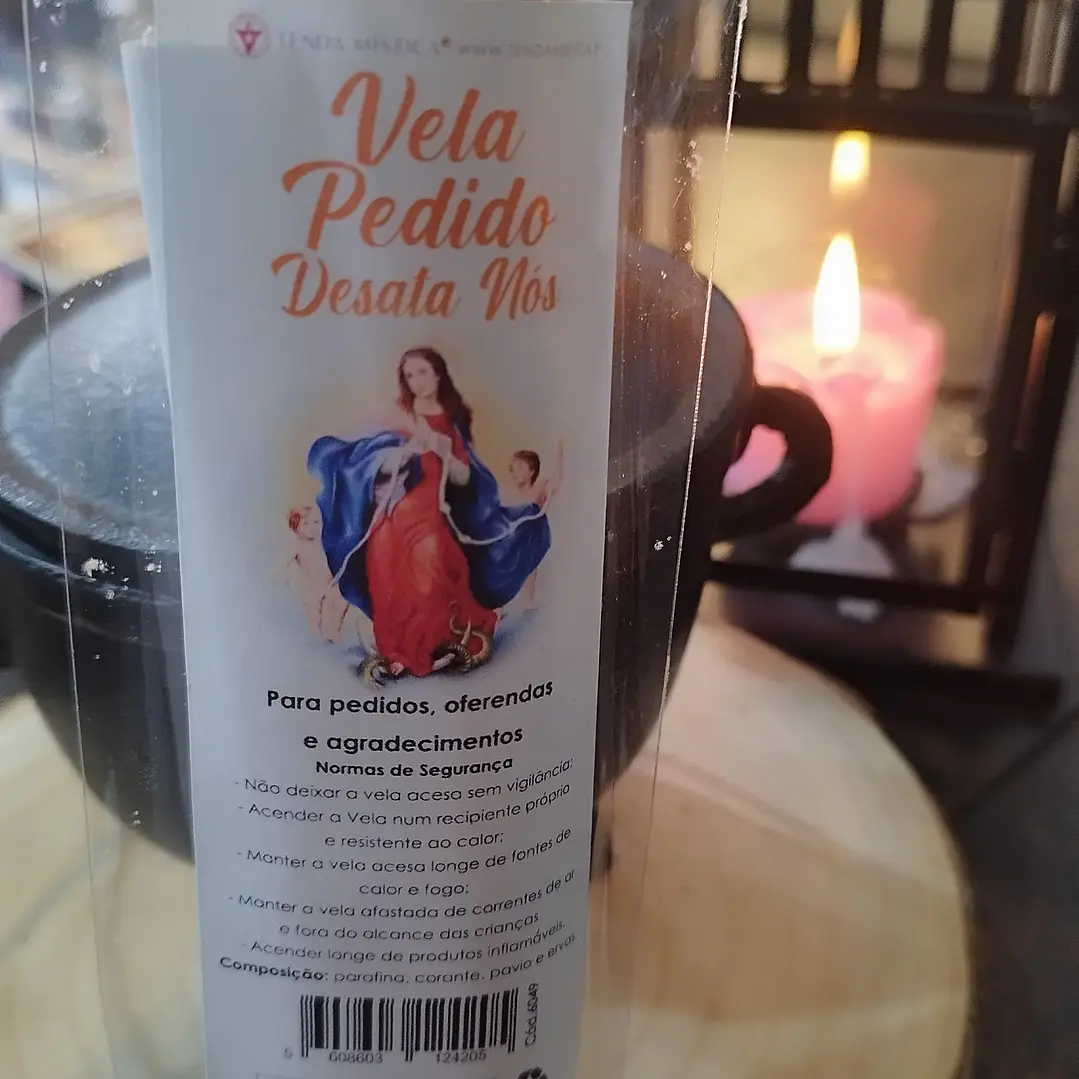 TENDA MÍSTICA®
Vela
Pedido
Desata Nós
Para pedidos, oferendas
e agradecimentos
Normas de Segurança
- Não deixar a vela acesa sem vigilância;
- Acender a Vela num recipiente próprio
e resistente ao calor;
- Manter a vela acesa longe de fontes de
calor e fogo;
- Manter a vela afastada de correntes de ar
e fora do alcance das crianças
- Acender longe de produtos inflamáveis.
Composição: parafina, corante, pavio e ervas
Cód.6049
5 608603 124205